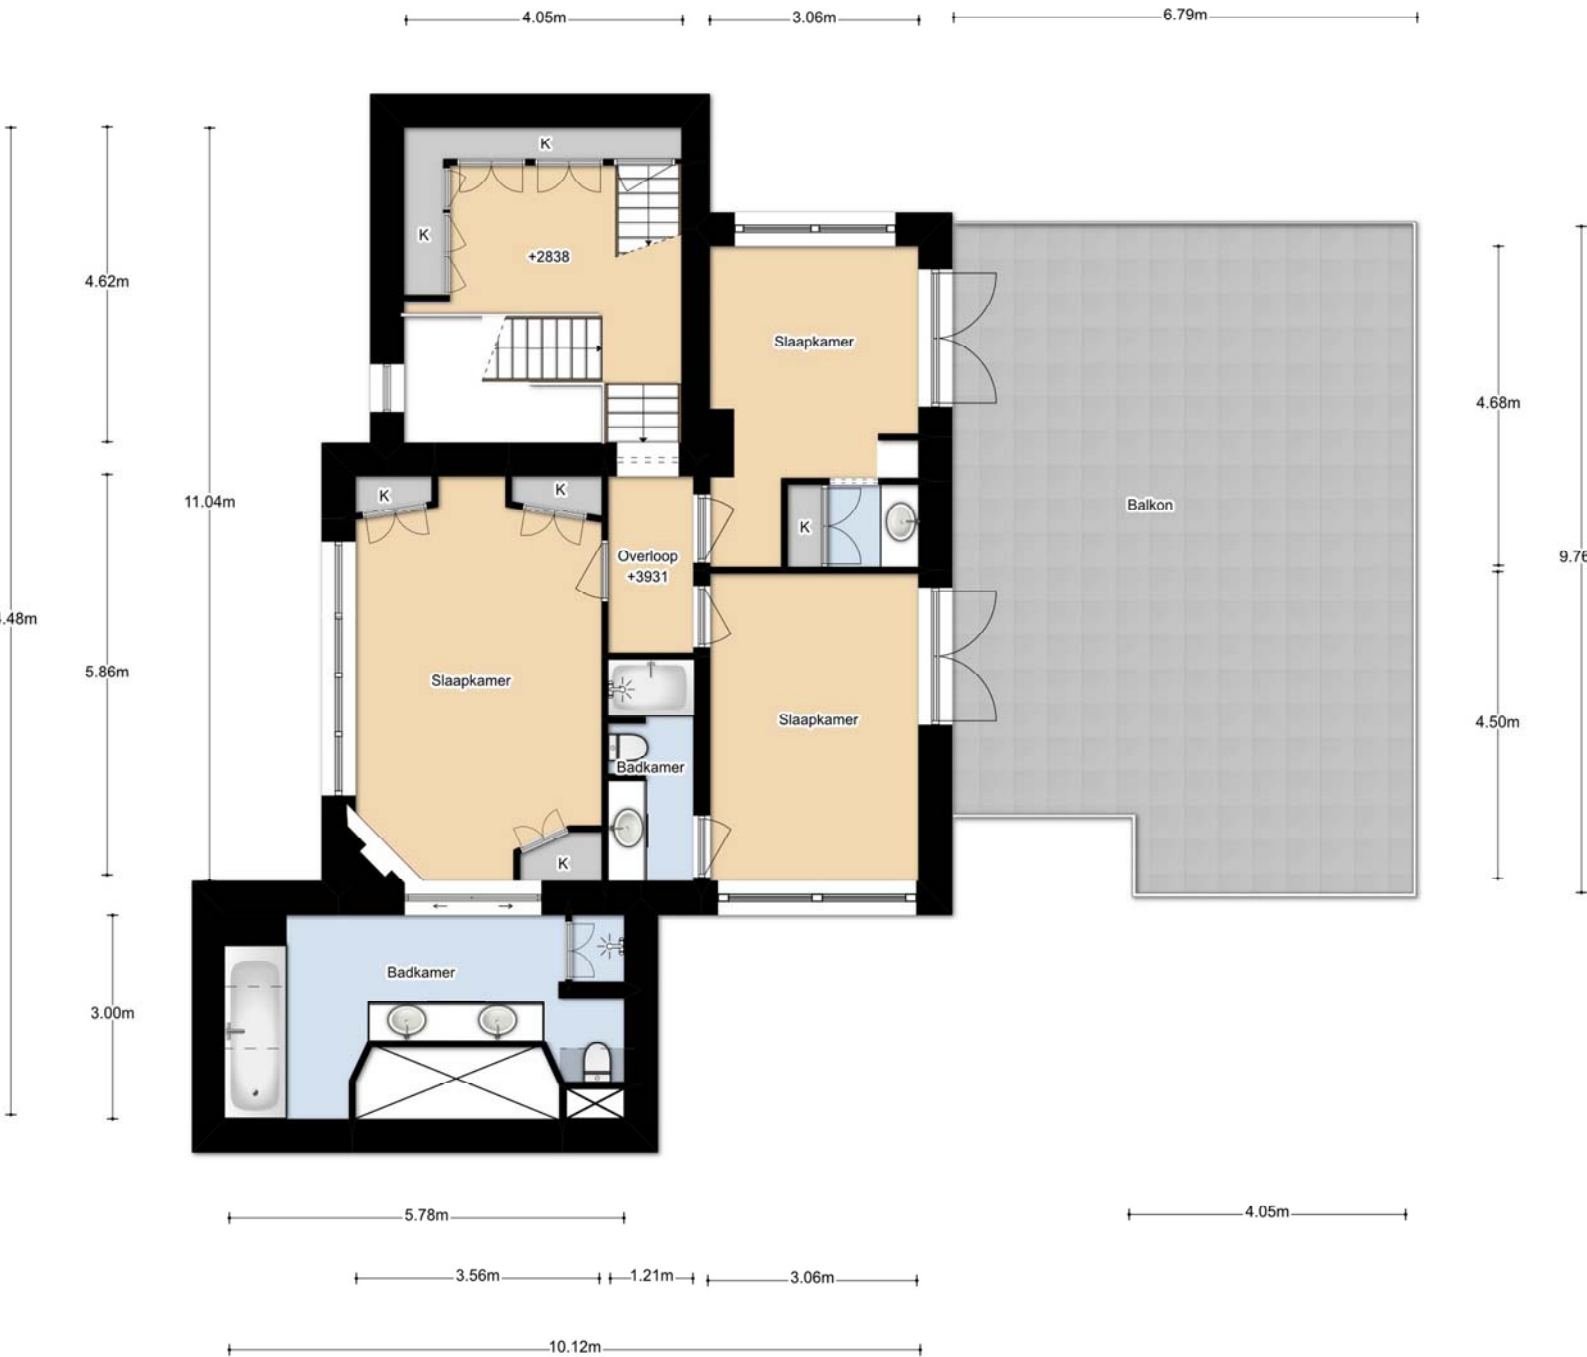 4.05m
3.06m
6.79m
K
K
+2838
4.62m
Slaapkamer
4.68m
11.04m
K
K
K
Balkon
Overloop
+3931
9.76
.48m
5.86m
Slaapkamer
Slaapkamer
4.50m
Badkamer
K
Badkamer
3.00m
5.78m
4.05m
3.56m
1.21m
3.06m
10.12m